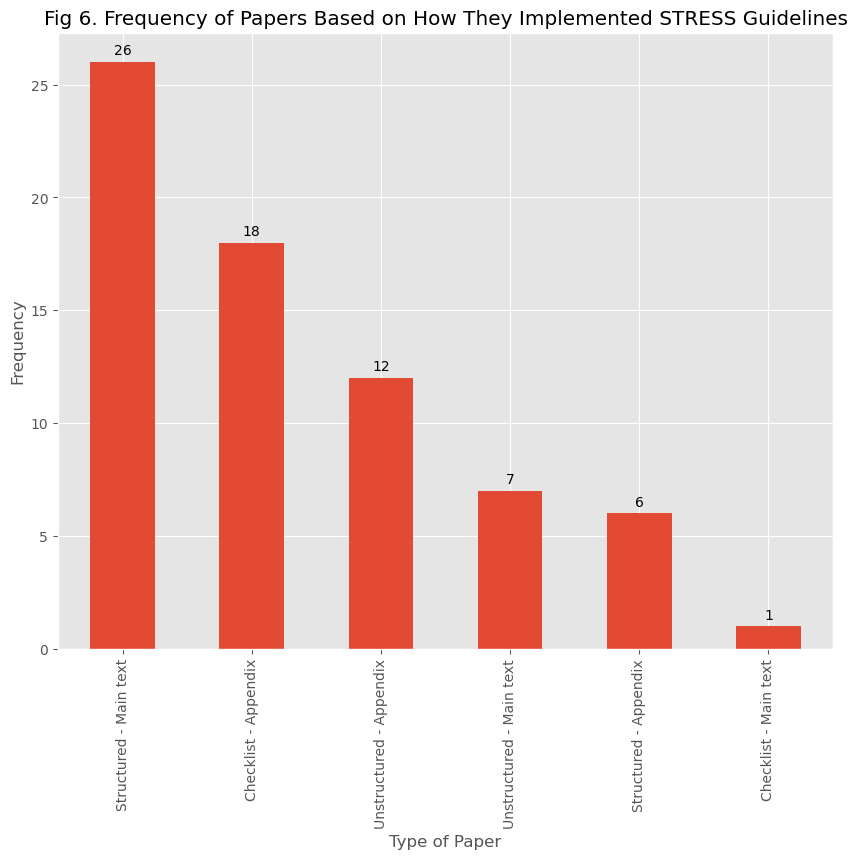 Fig 6. Frequency of Papers Based on How They Implemented STRESS Guidelines
26
18
12
7
6
1
25
20
15
10
5
0
Frequency
Structured - Main text
Checklist - Appendix
Unstructured - Appendix
Unstructured - Main text
Structured - Appendix
Checklist - Main text
Type of Paper